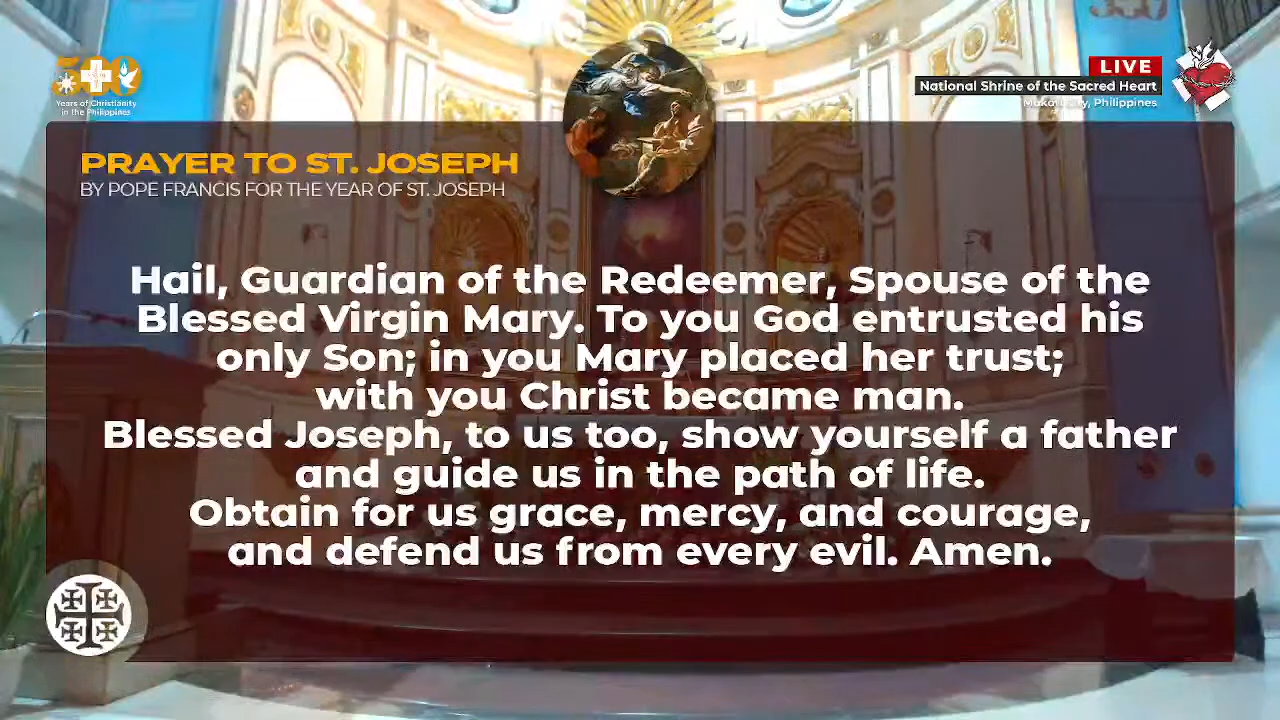 500
Years of Christianity
in the Philippines
LIVE
National Shrine of the Sacred Heart
Makati City, Philippines
PRAYER TO ST. JOSEPH
BY POPE FRANCIS FOR THE YEAR OF ST. JOSEPH
Hail, Guardian of the Redeemer, Spouse of the
Blessed Virgin Mary. To you God entrusted his
only Son; in you Mary placed her trust;
with you Christ became man.
Blessed Joseph, to us too, show yourself a father
and guide us in the path of life.
Obtain for us grace, mercy, and courage,
and defend us from every evil. Amen.